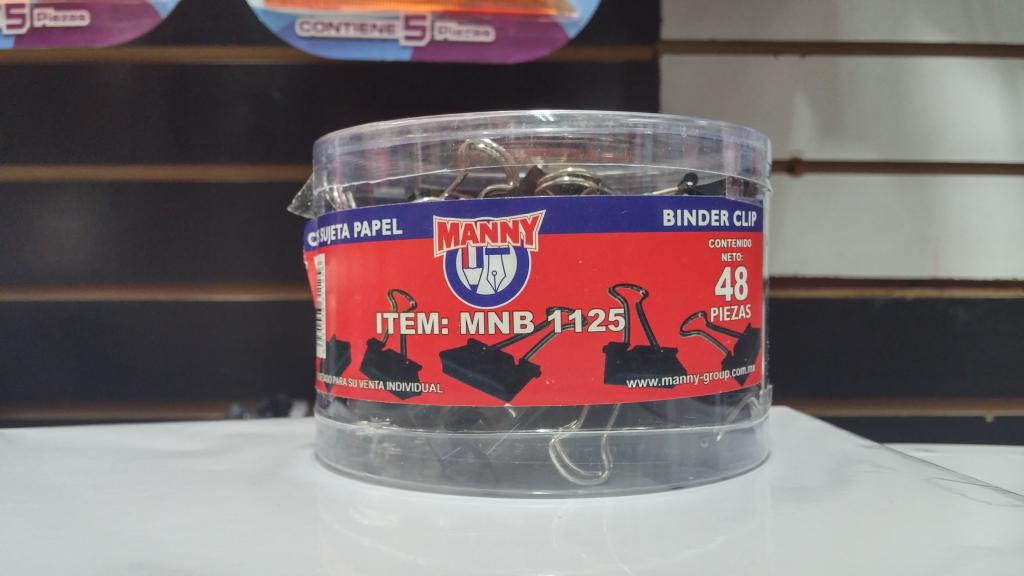 5 Piezas
CONTIENE 5 Piezas
SUJETA PAPEL
MANNY
BINDER CLIP
CONTENIDO
NETO:
48
PIEZAS
ITEM: MNB 1125
PARA SU VENTA INDIVIDUAL
www.manny-group.com.mx